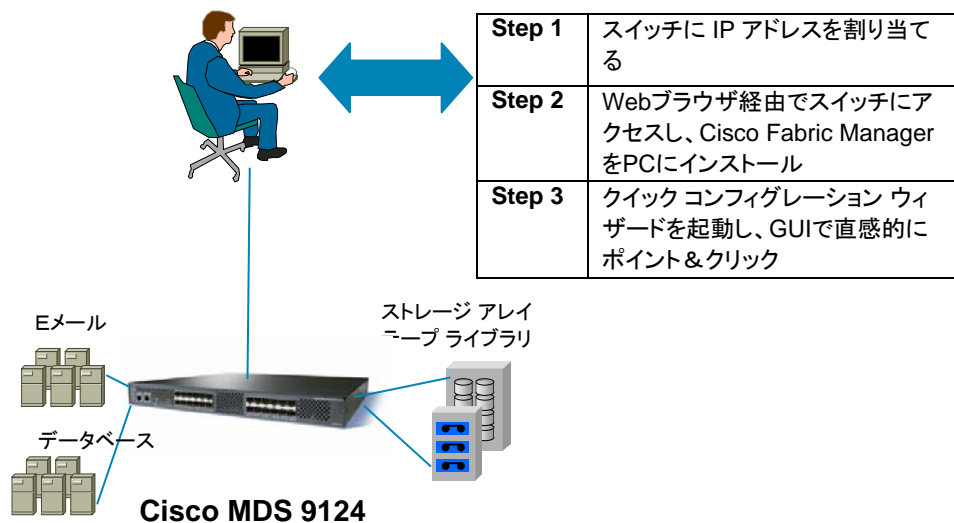 Step 1
スイッチに IP アドレスを割り当て
る
Step 2
Webブラウザ経由でスイッチにア
クセスし、Cisco Fabric Manager
をPCにインストール
Step 3
クイック コンフィグレーション ウィ
ザードを起動し、GUIで直感的に
ポイント＆クリック
Eメール
ストレージ アレイ
テープ ライブラリ
データベース
Cisco MDS 9124